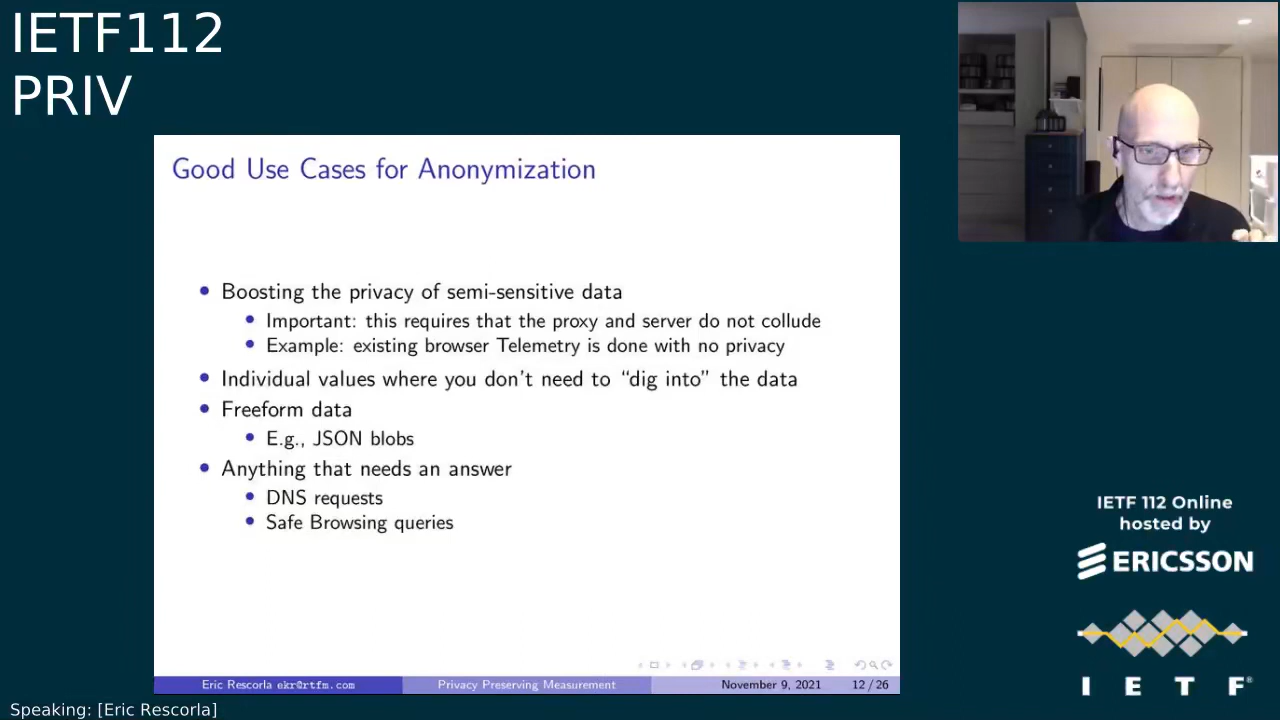 IETF112
PRIV
Good Use Cases for Anonymization
• Boosting the privacy of semi-sensitive data
• Important: this requires that the proxy and server do not collude
• Example: existing browser Telemetry is done with no privacy
• Individual values where you don't need to “dig into” the data
• Freeform data
• E.g., JSON blobs
• Anything that needs an answer
• DNS requests
• Safe Browsing queries
Eric Rescorla ekr@rtfm.com Privacy Preserving Measurement November 9, 2021 12 / 26
IETF 112 Online
hosted by
ERICSSON
I E T F®
Speaking: [Eric Rescorla]